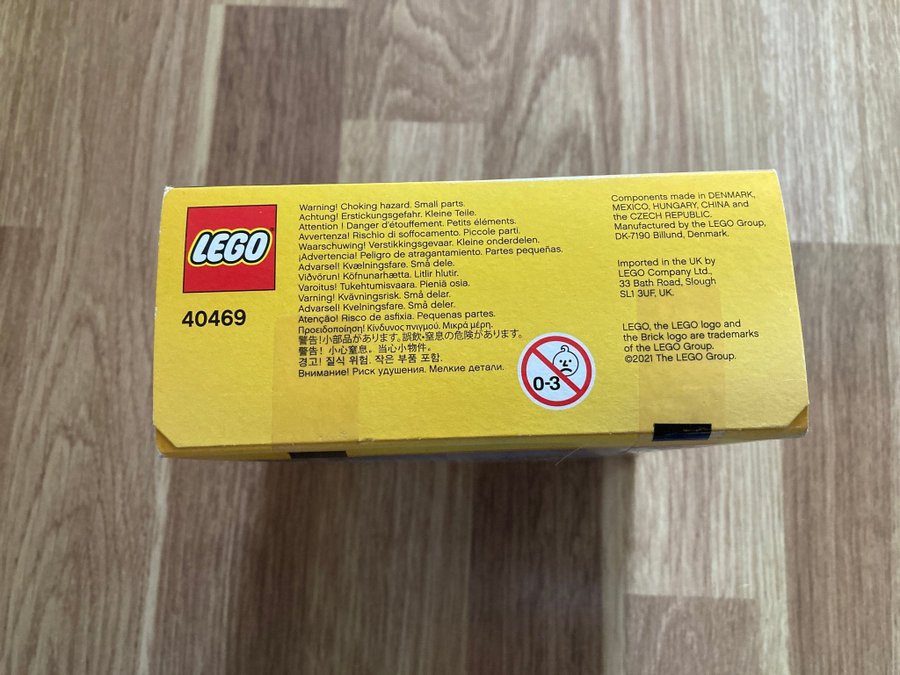 LEGO
40469
Warning! Choking hazard. Small parts.
Achtung! Erstickungsgefahr. Kleine Teile.
Attention ! Danger d'étouffement. Petits éléments.
Avvertenza! Rischio di soffocamento. Piccole parti.
Waarschuwing! Verstikkingsgevaar. Kleine onderdelen.
¡Advertencia! Peligro de atragantamiento. Partes pequeñas.
Advarsel! Kvælningsfare. Små dele.
Viðvörun! Köfnunarhætta. Litlir hlutir.
Varoitus! Tukehtumisvaara. Pieniä osia.
Varning! Kvävningsrisk. Små delar.
Advarsel! Kvelningsfare. Små deler.
Atenção! Risco de asfixia. Pequenas partes.
Προειδοποίηση! Κίνδυνος πνιγμού. Μικρά μέρη.
警告!小部品があります。誤飲・窒息の危険があります。
警告! 小心窒息。当心小物件。
경고! 질식 위험. 작은 부품 포함.
Внимание! Риск удушения. Мелкие детали.
0-3
Components made in DENMARK,
MEXICO, HUNGARY, CHINA and
the CZECH REPUBLIC.
Manufactured by the LEGO Group,
DK-7190 Billund, Denmark.
Imported in the UK by
LEGO Company Ltd.,
33 Bath Road, Slough
SL1 3UF, UK.
LEGO, the LEGO logo and
the Brick logo are trademarks
of the LEGO Group.
©2021 The LEGO Group.